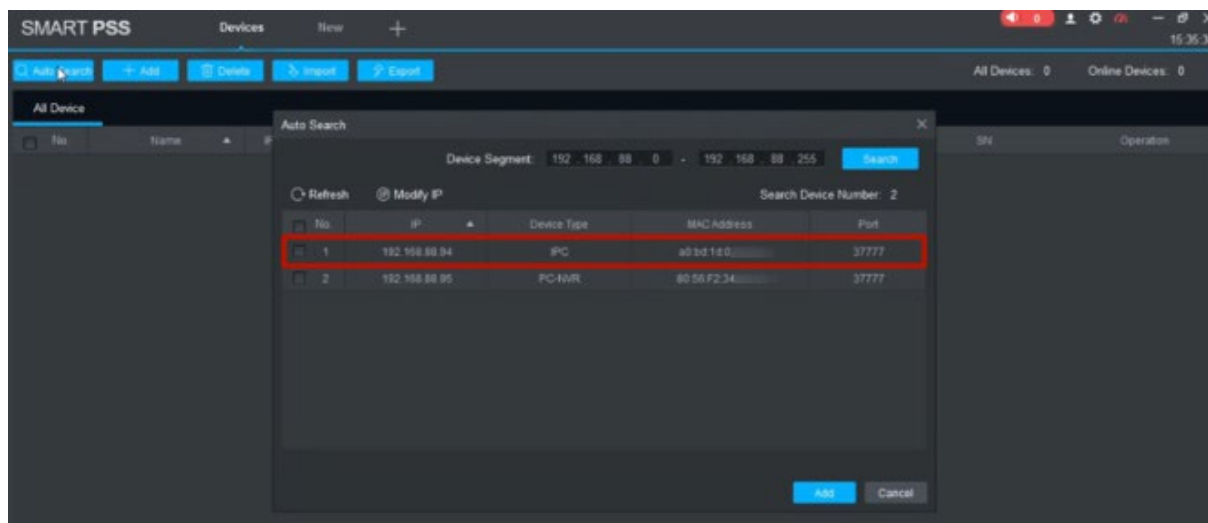 SMART PSS Devices New + 0
15:35:3
Auto Search + Add Delete Import Export All Devices: 0 Online Devices: 0
All Device
No. Name SN Operation
Auto Search
Device Segment: 192 . 168 . 88 . 0 - 192 . 168 . 88 . 255 Search
Refresh Modify IP Search Device Number: 2
No. IP Device Type MAC Address Port
1 192.168.88.94 IPC a0:bd:1d:0 37777
2 192.168.88.95 PC-NVR 80:56:F2:34 37777
Add Cancel